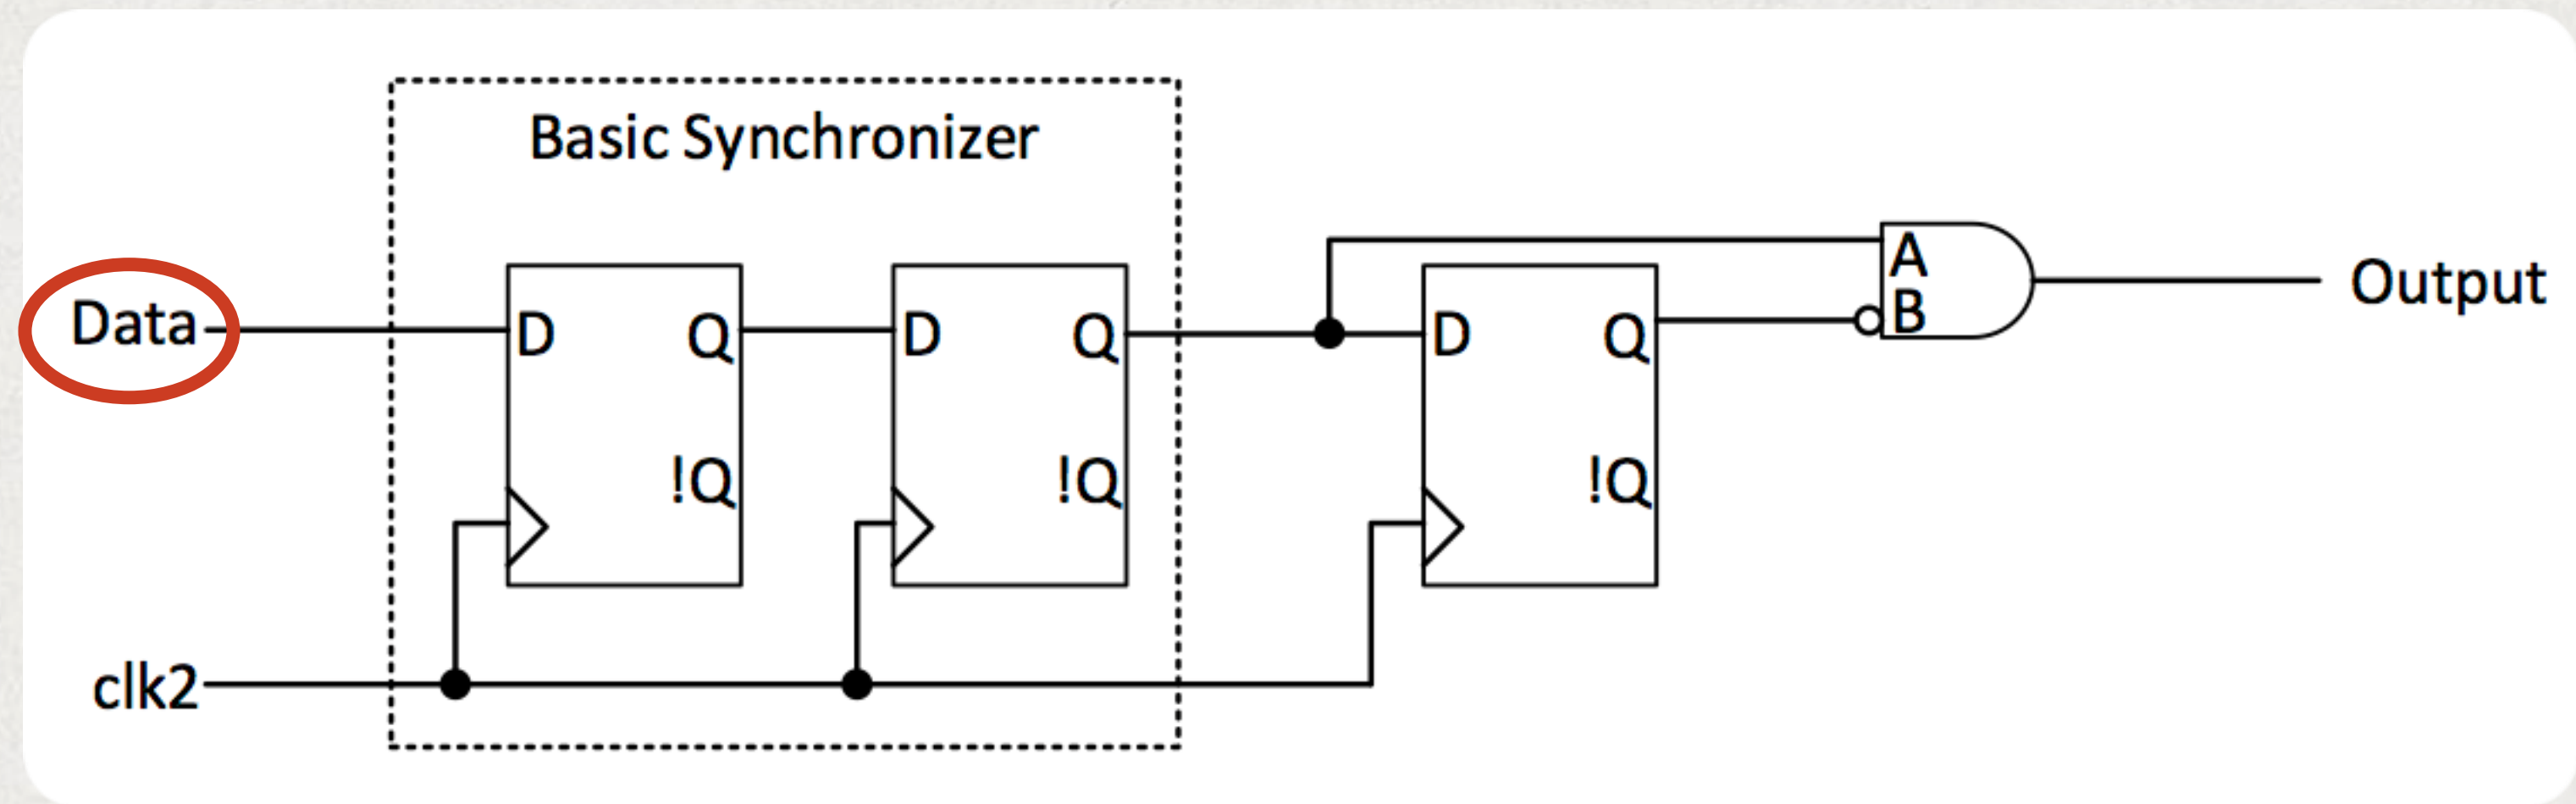 Basic Synchronizer
Data
D
Q
!Q
D
Q
!Q
D
Q
!Q
A
B
Output
clk2